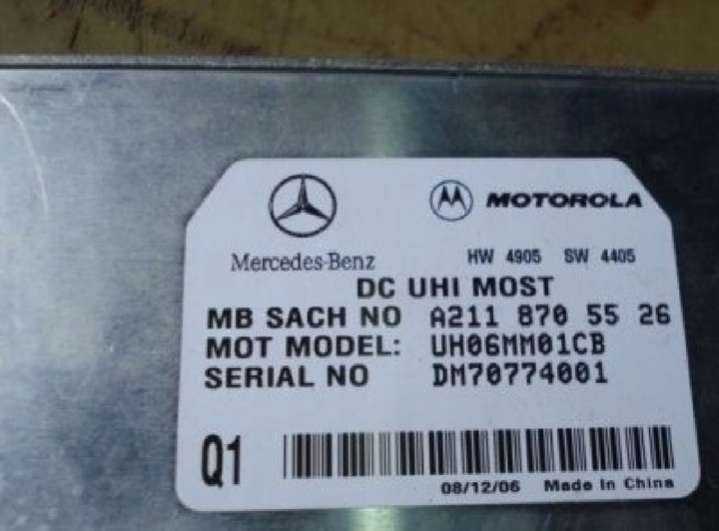 MOTOROLA
Mercedes-Benz
HW 4905 SW 4405
DC UHI MOST
MB SACH NO A211 870 55 26
MOT MODEL: UH06MM01CB
SERIAL NO DM70774001
Q1
08/12/06 Made In China